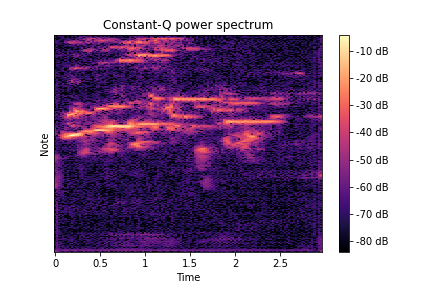 Constant-Q power spectrum
Note
-10 dB
-20 dB
-30 dB
-40 dB
-50 dB
-60 dB
-70 dB
-80 dB
0 0.5 1 1.5 2 2.5
Time